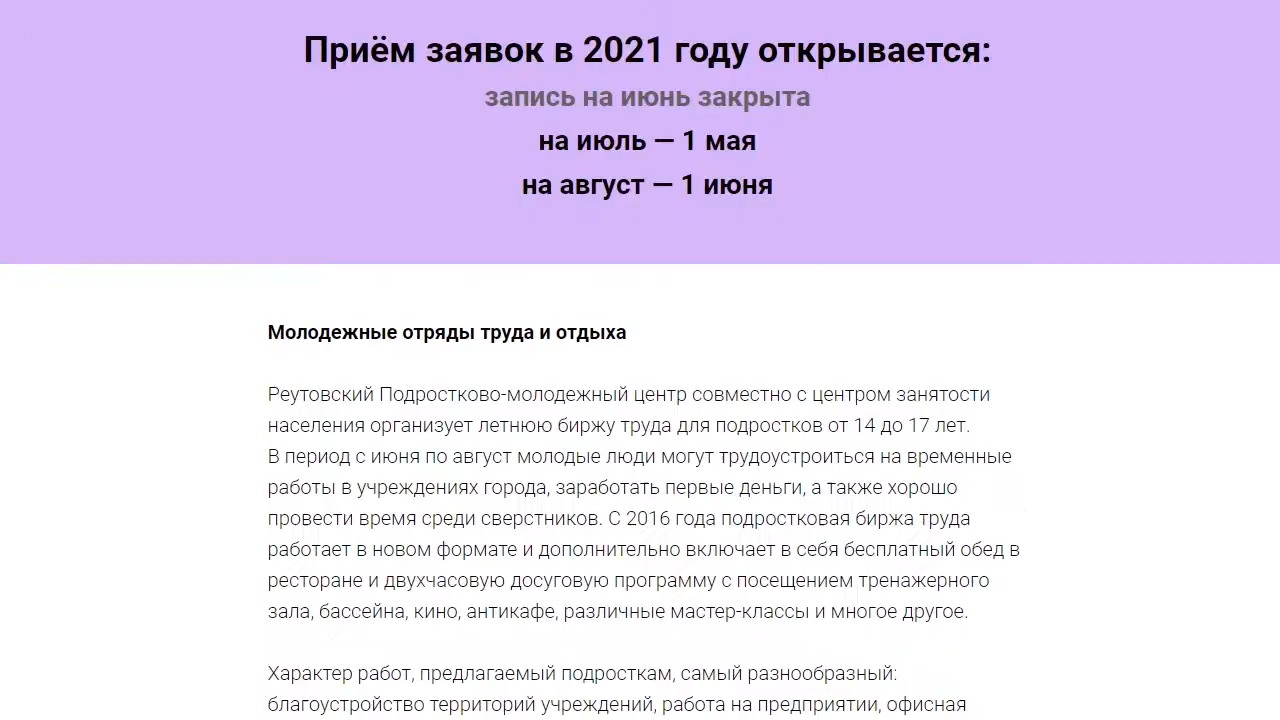 Приём заявок в 2021 году открывается:
запись на июнь закрыта
на июль — 1 мая
на август — 1 июня
Молодежные отряды труда и отдыха
Реутовский Подростково-молодежный центр совместно с центром занятости
населения организует летнюю биржу труда для подростков от 14 до 17 лет.
В период с июня по август молодые люди могут трудоустроиться на временные
работы в учреждениях города, заработать первые деньги, а также хорошо
провести время среди сверстников. С 2016 года подростковая биржа труда
работает в новом формате и дополнительно включает в себя бесплатный обед в
ресторане и двухчасовую досуговую программу с посещением тренажерного
зала, бассейна, кино, антикафе, различные мастер-классы и многое другое.
Характер работ, предлагаемый подросткам, самый разнообразный:
благоустройство территорий учреждений, работа на предприятии, офисная